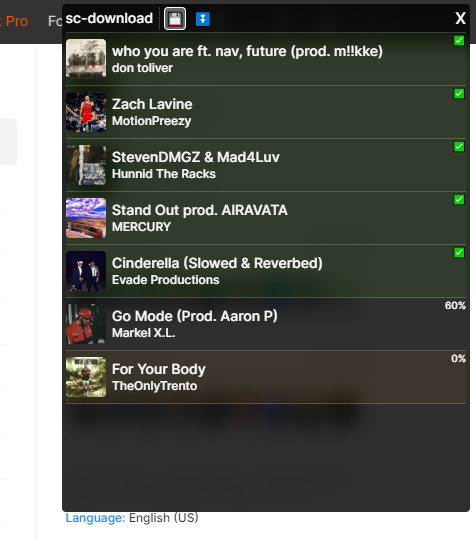 Pro
Fo
sc-download
X
who you are ft. nav, future (prod. m!!kke)
don toliver
Zach Lavine
MotionPreezy
StevenDMGZ & Mad4Luv
Hunnid The Racks
Stand Out prod. AIRAVATA
MERCURY
Cinderella (Slowed & Reverbed)
Evade Productions
Go Mode (Prod. Aaron P)
60%
Markel X.L.
For Your Body
0%
TheOnlyTrento
Language: English (US)